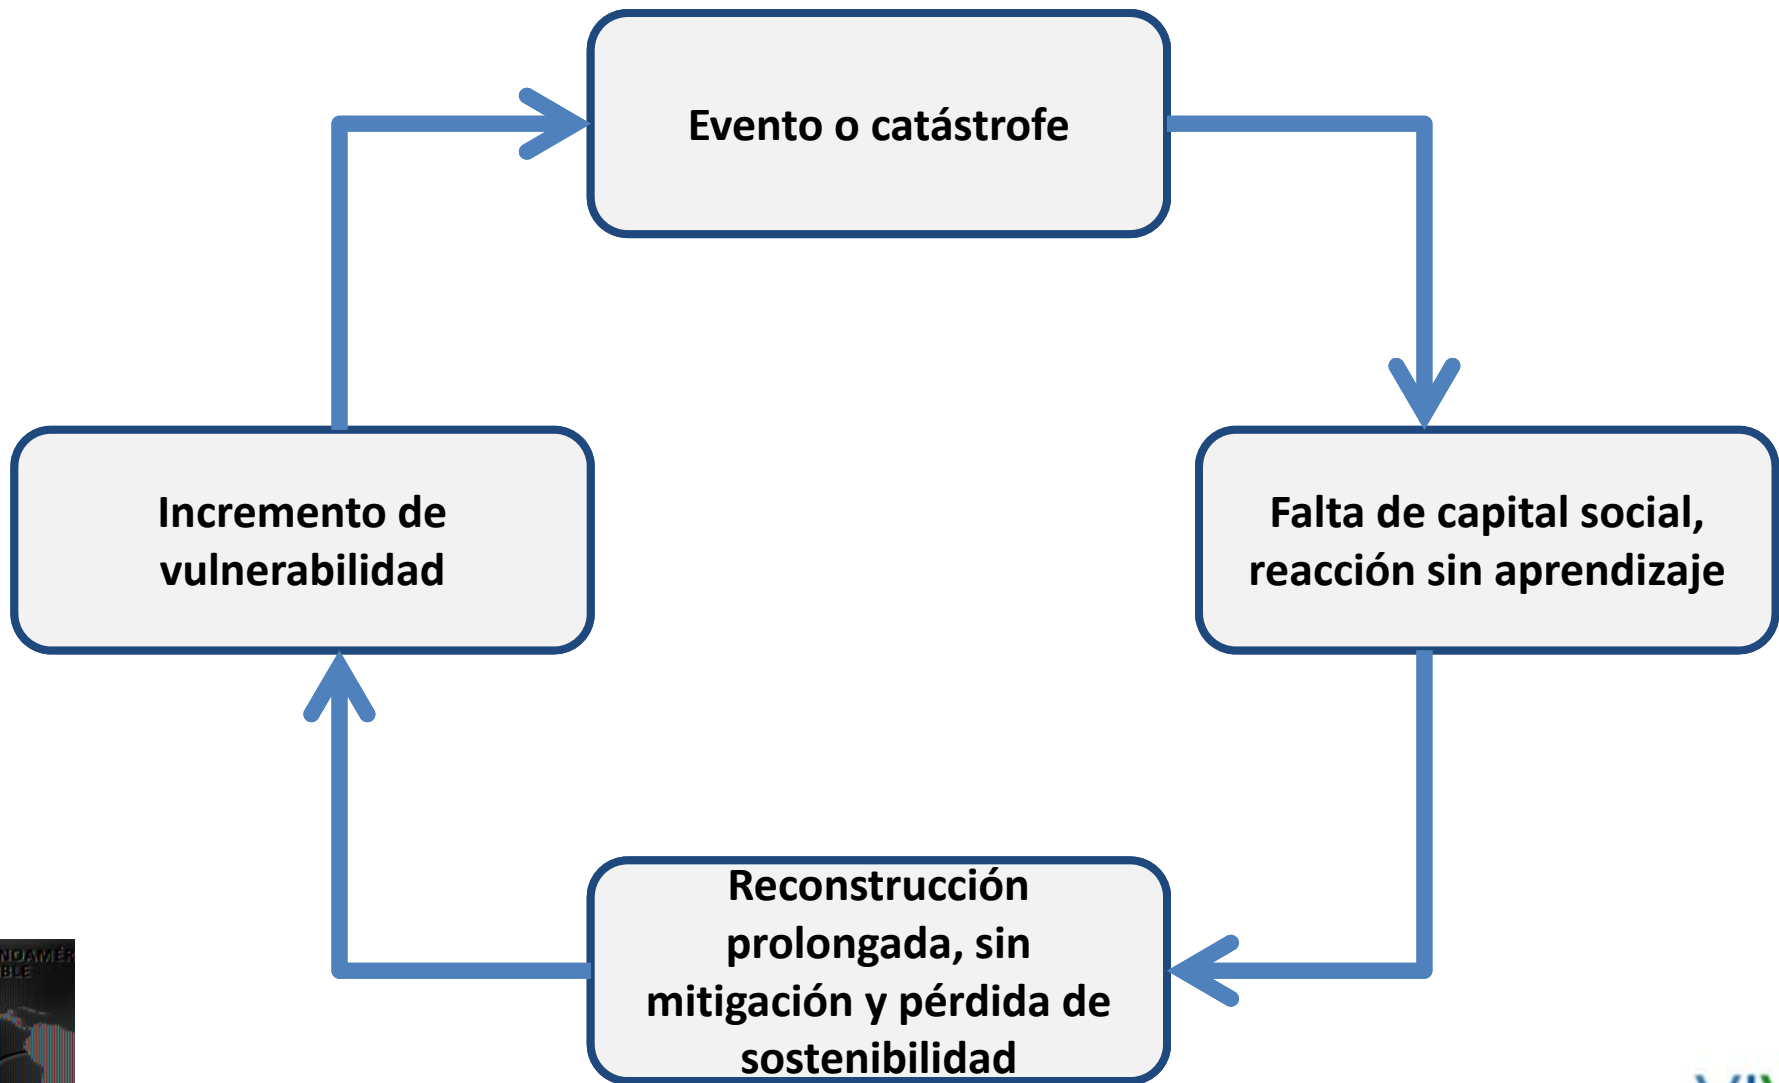 Evento o catástrofe
Incremento de
vulnerabilidad
Falta de capital social,
reacción sin aprendizaje
Reconstrucción
prolongada, sin
mitigación y pérdida de
sostenibilidad